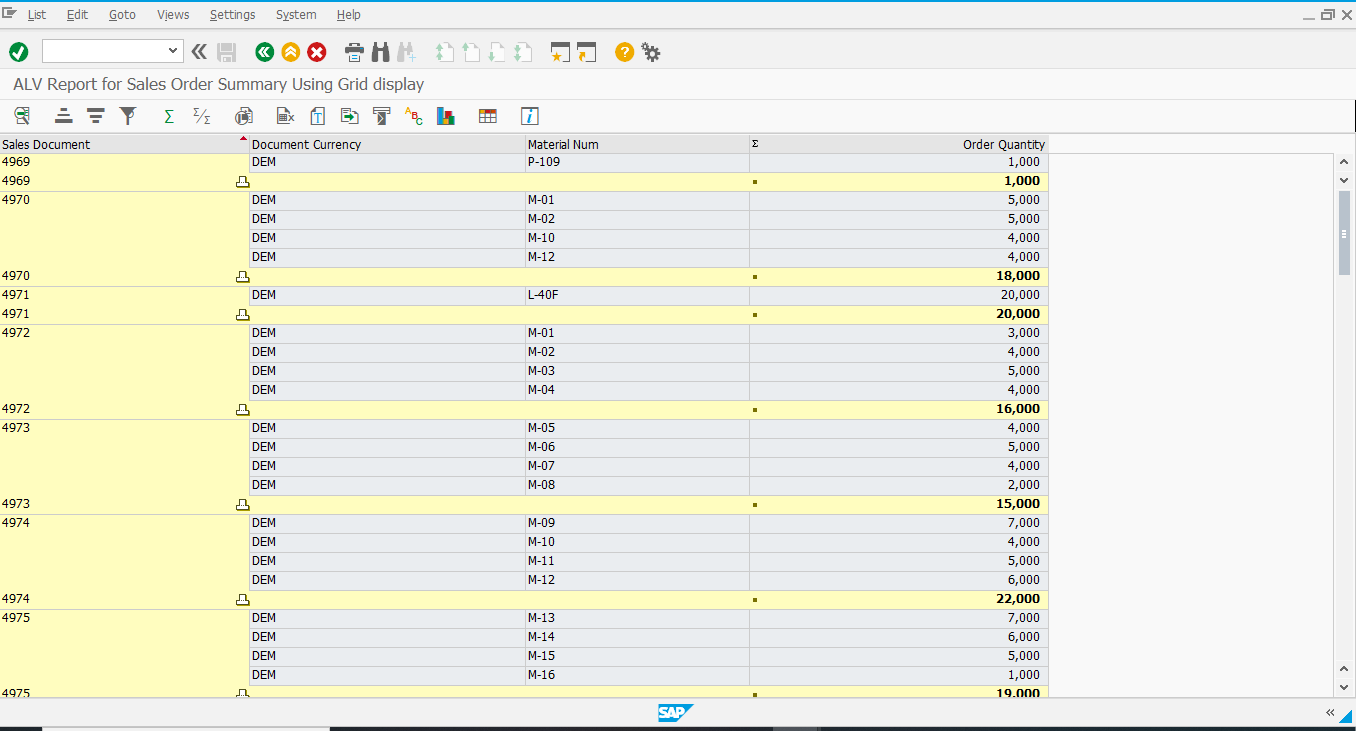 List Edit Goto Views Settings System Help
ALV Report for Sales Order Summary Using Grid display
Sales Document Document Currency Material Num Σ Order Quantity
4969 DEM P-109 1,000
4969 1,000
4970 DEM M-01 5,000
DEM M-02 5,000
DEM M-10 4,000
DEM M-12 4,000
4970 18,000
4971 DEM L-40F 20,000
4971 20,000
4972 DEM M-01 3,000
DEM M-02 4,000
DEM M-03 5,000
DEM M-04 4,000
4972 16,000
4973 DEM M-05 4,000
DEM M-06 5,000
DEM M-07 4,000
DEM M-08 2,000
4973 15,000
4974 DEM M-09 7,000
DEM M-10 4,000
DEM M-11 5,000
DEM M-12 6,000
4974 22,000
4975 DEM M-13 7,000
DEM M-14 6,000
DEM M-15 5,000
DEM M-16 1,000
4975 19,000
SAP